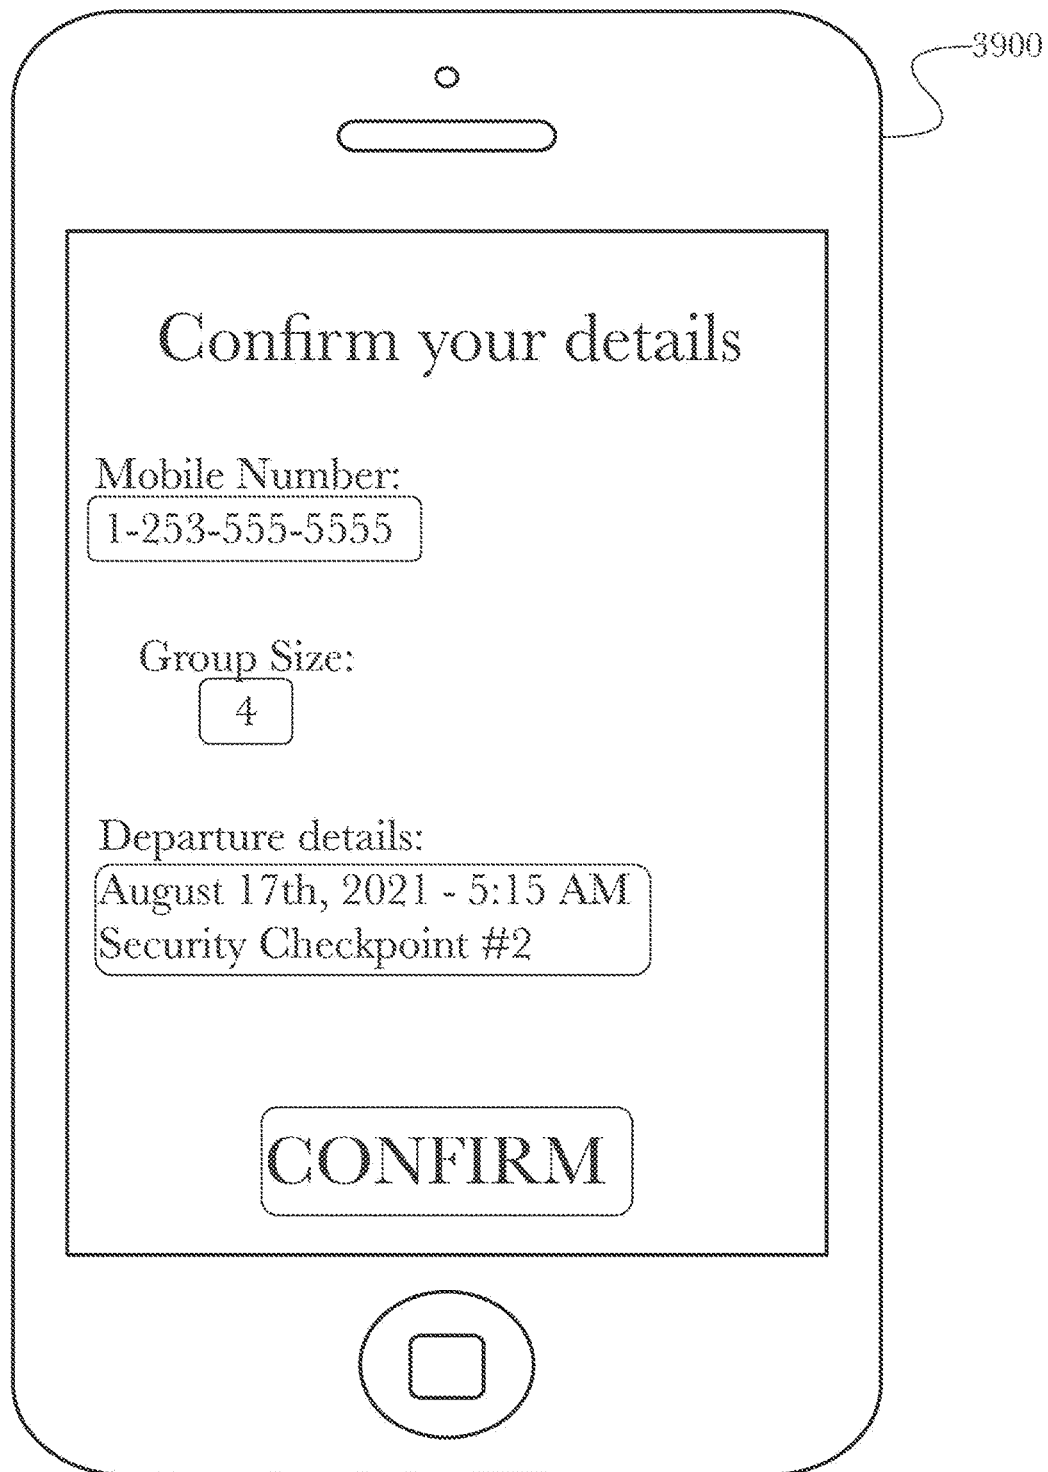 3900
Confirm your details
Mobile Number:
1-253-555-5555
Group Size:
4
Departure details:
August 17th, 2021 - 5:15 AM
Security Checkpoint #2
CONFIRM